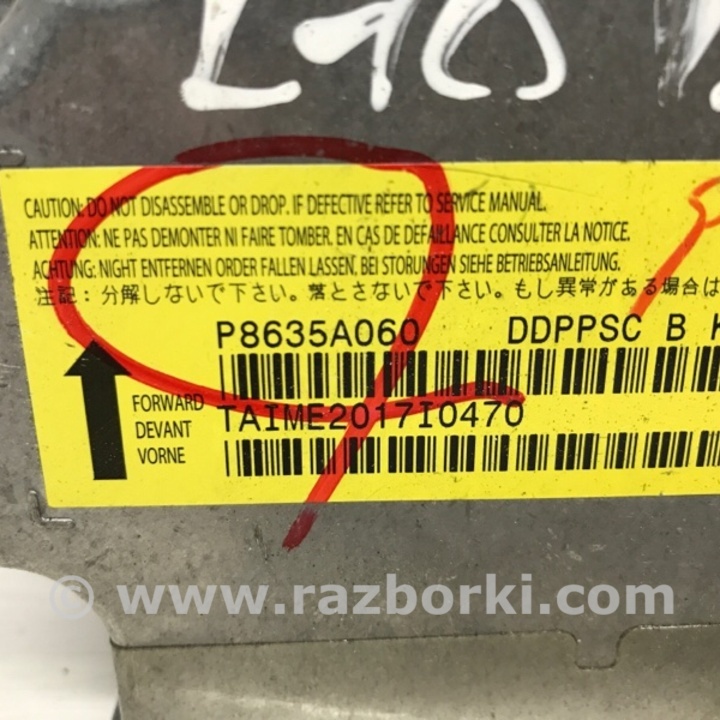 L10
CAUTION: DO NOT DISASSEMBLE OR DROP. IF DEFECTIVE REFER TO SERVICE MANUAL.
ATTENTION: NE PAS DEMONTER NI FAIRE TOMBER. EN CAS DE DEFAILLANCE CONSULTER LA NOTICE.
ACHTUNG: NIGHT ENTFERNEN ORDER FALLEN LASSEN. BEI STORUNGEN SIEHE BETRIEBSANLEITUNG.
注記：分解しないで下さい。落とさないで下さい。もし異常がある場合は
P8635A060 DDPPSC B
FORWARD
DEVANT
VORNE
TAIME2017I0470
© www.razborki.com